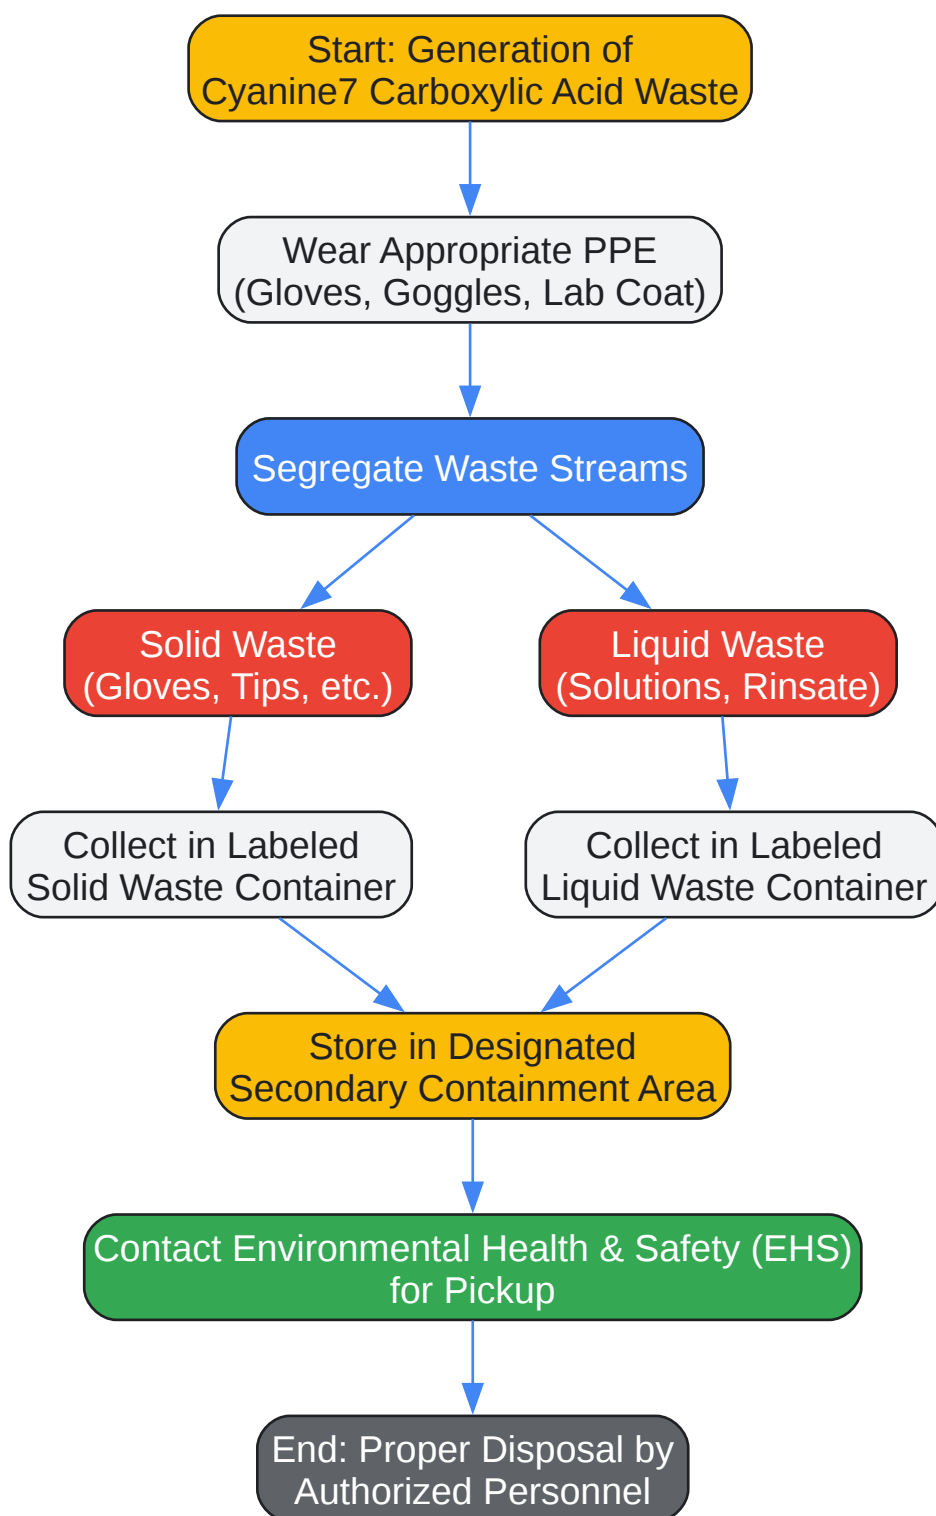 Start: Generation of
Cyanine7 Carboxylic Acid Waste
Wear Appropriate PPE
(Gloves, Goggles, Lab Coat)
Segregate Waste Streams
Solid Waste
(Gloves, Tips, etc.)
Liquid Waste
(Solutions, Rinsate)
Collect in Labeled
Solid Waste Container
Collect in Labeled
Liquid Waste Container
Store in Designated
Secondary Containment Area
Contact Environmental Health & Safety (EHS)
for Pickup
End: Proper Disposal by
Authorized Personnel